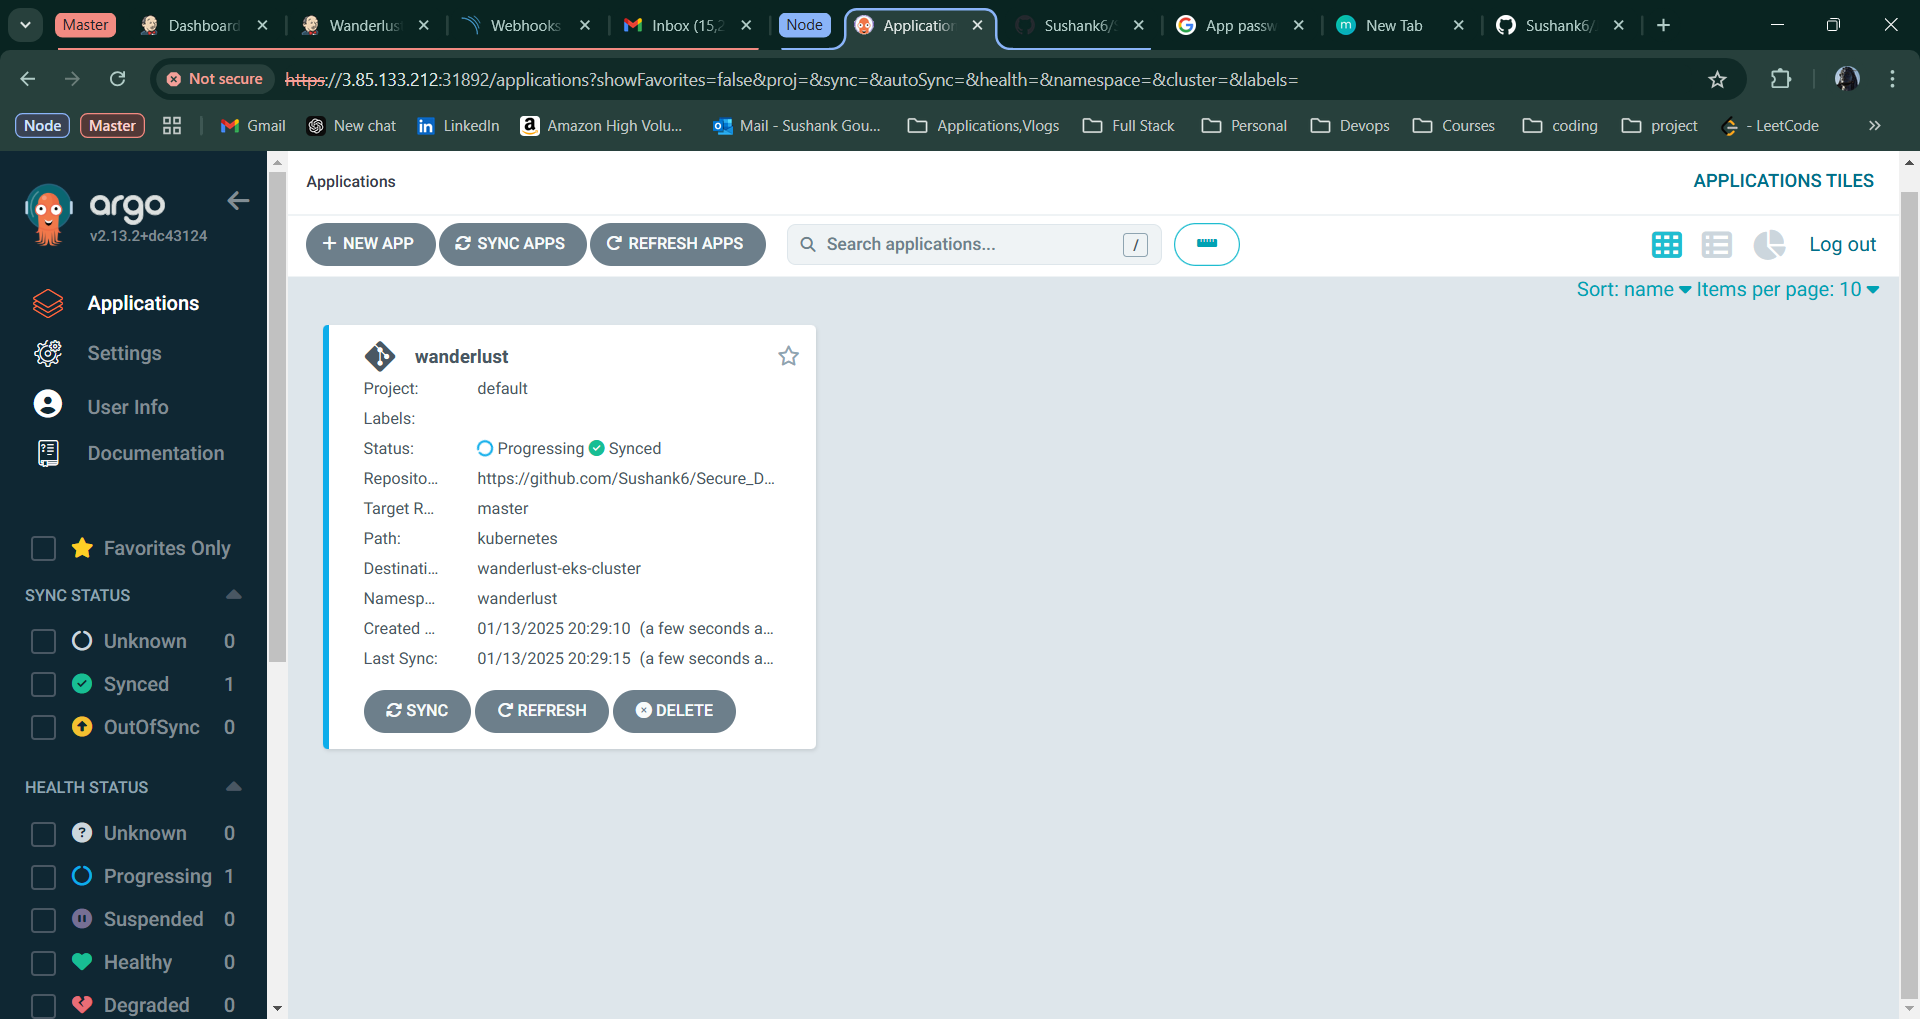 Master Dashboard Wanderlus Webhooks Inbox (15,2 Node Application Sushank6/S App passw New Tab Sushank6/
Not secure https://3.85.133.212:31892/applications?showFavorites=false&proj=&sync=&autoSync=&health=&namespace=&cluster=&labels=
Node Master Gmail New chat LinkedIn Amazon High Volu... Mail - Sushank Gou... Applications,Vlogs Full Stack Personal Devops Courses coding project - LeetCode »
argo
v2.13.2+dc43124
Applications
Settings
User Info
Documentation
Favorites Only
SYNC STATUS
Unknown 0
Synced 1
OutOfSync 0
HEALTH STATUS
Unknown 0
Progressing 1
Suspended 0
Healthy 0
Degraded 0
Applications APPLICATIONS TILES
+ NEW APP SYNC APPS REFRESH APPS Search applications... / Log out
Sort: name Items per page: 10
wanderlust
Project: default
Labels:
Status: Progressing Synced
Reposito... https://github.com/Sushank6/Secure_D...
Target R... master
Path: kubernetes
Destinati... wanderlust-eks-cluster
Namesp... wanderlust
Created ... 01/13/2025 20:29:10 (a few seconds a...
Last Sync: 01/13/2025 20:29:15 (a few seconds a...
SYNC REFRESH DELETE